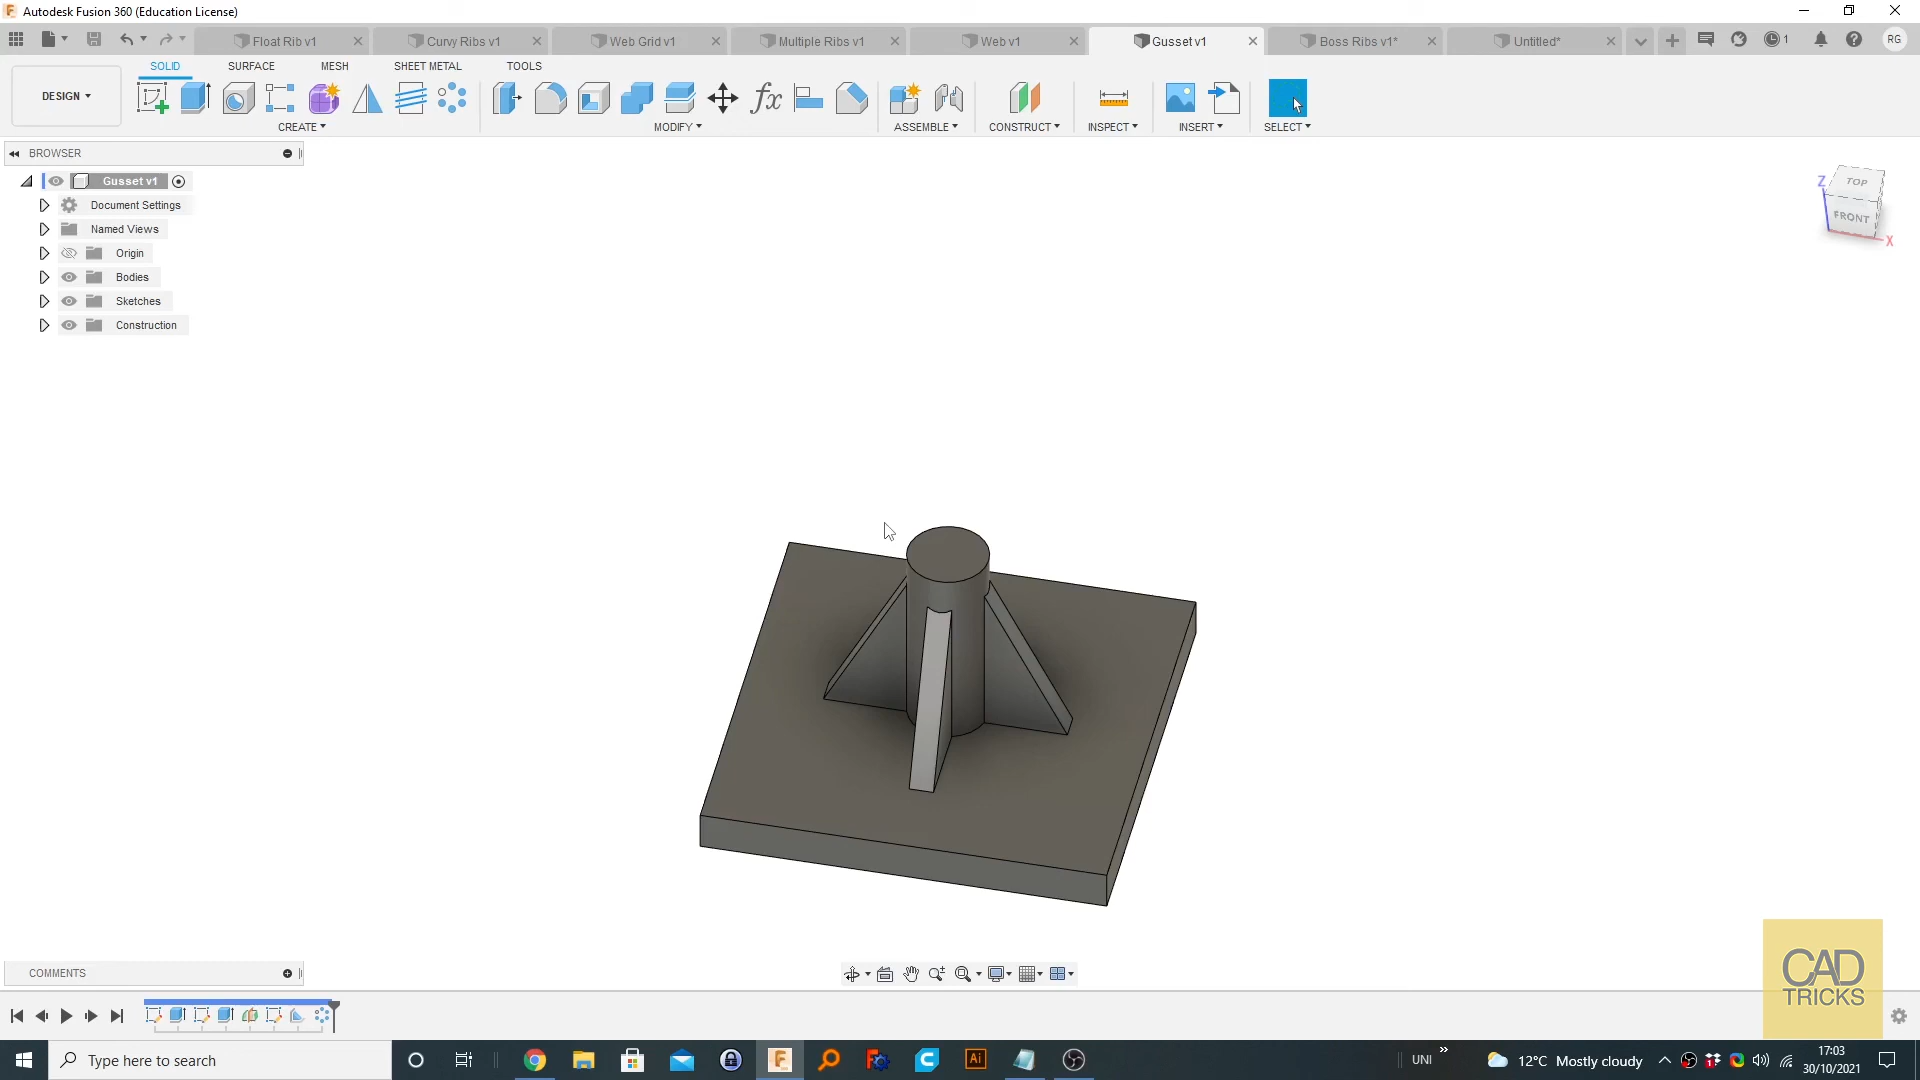 Autodesk Fusion 360 (Education License)
Float Rib v1
Curvy Ribs v1
Web Grid v1
Multiple Ribs v1
Web v1
Gusset v1
Boss Ribs v1*
Untitled*
1
RG
SOLID
SURFACE
MESH
SHEET METAL
TOOLS
DESIGN
CREATE
MODIFY
ASSEMBLE
CONSTRUCT
INSPECT
INSERT
SELECT
BROWSER
Gusset v1
Document Settings
Named Views
Origin
Bodies
Sketches
Construction
TOP
FRONT
Z
X
COMMENTS
CAD
TRICKS
Type here to search
UNI
12°C Mostly cloudy
17:03
30/10/2021